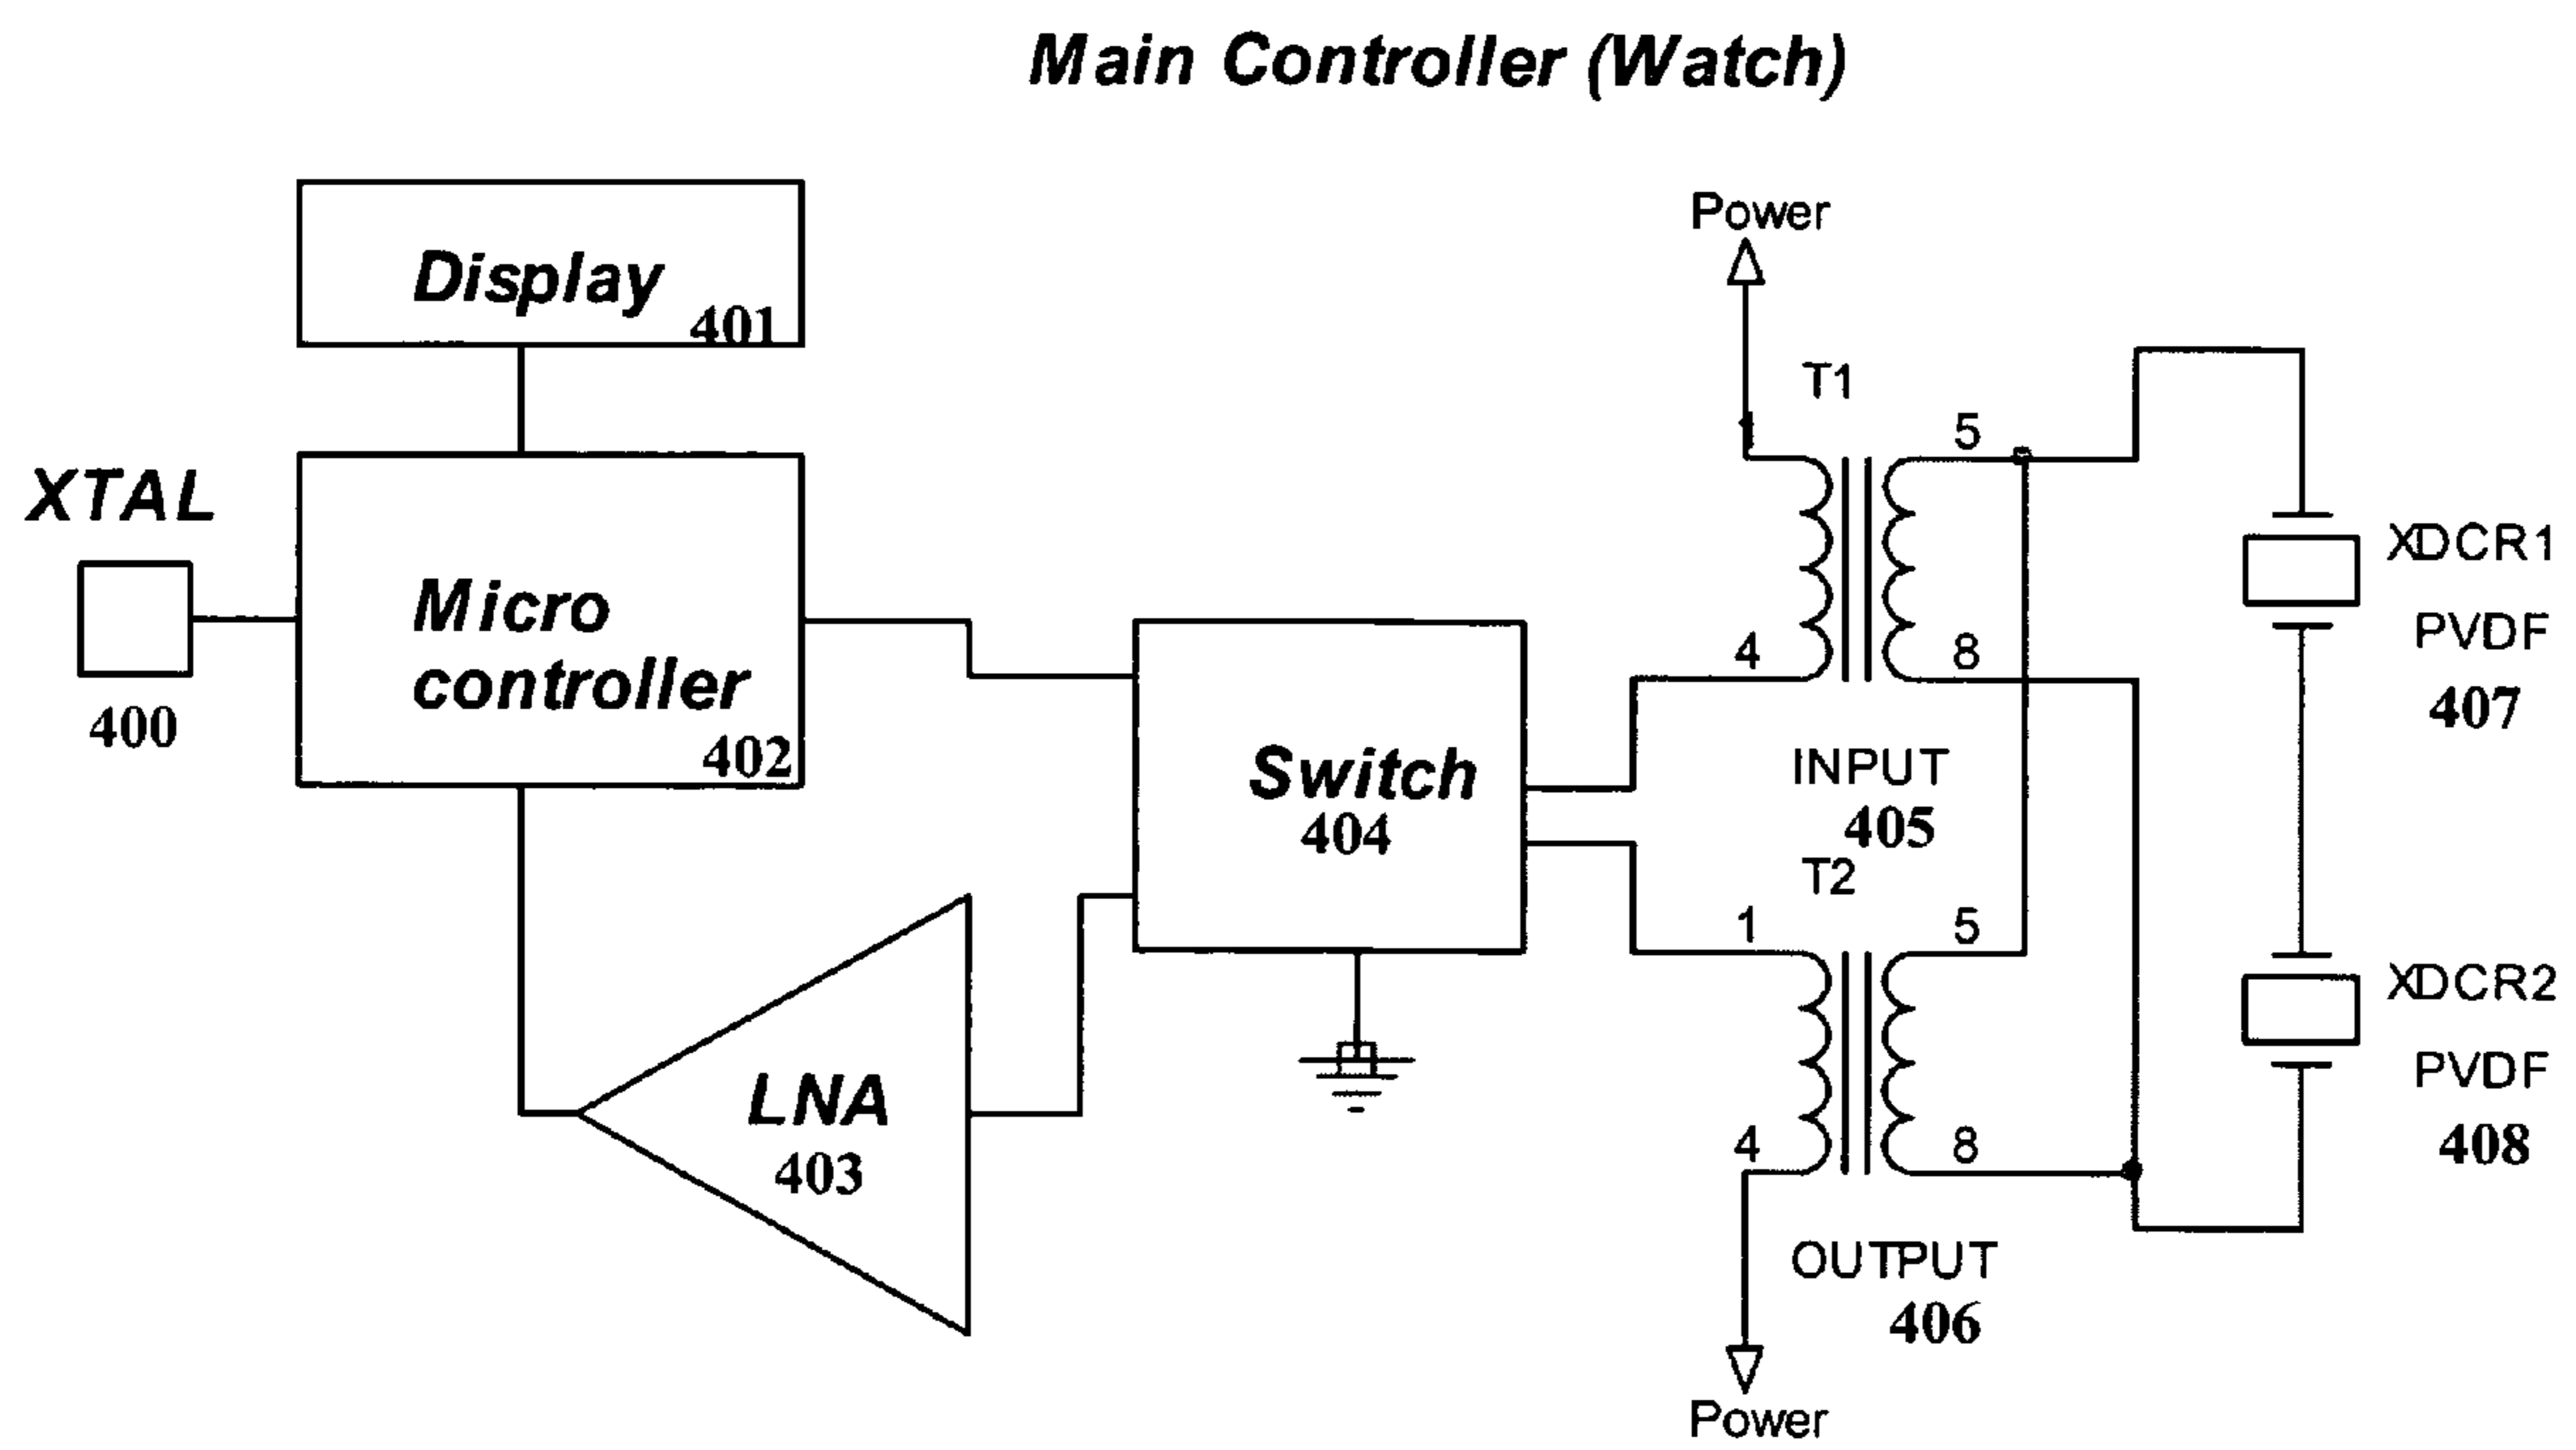 Main Controller (Watch)
Display
401
XTAL
400
Micro
controller
402
LNA
403
Switch
404
Power
T1
1
4
5
8
INPUT
405
T2
1
4
5
8
OUTPUT
406
Power
XDCR1
PVDF
407
XDCR2
PVDF
408